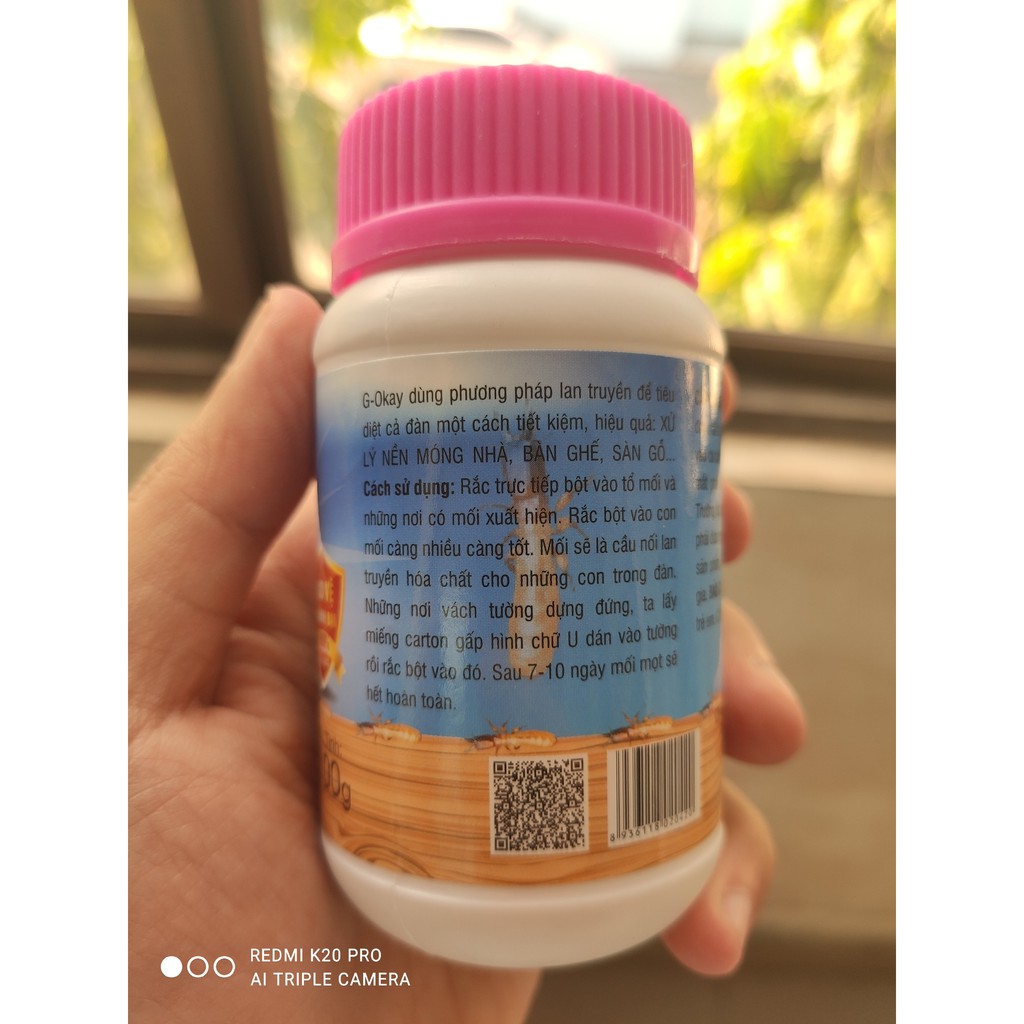 G-Okay dùng phương pháp lan truyền để tiêu
diệt cả đàn một cách tiết kiệm, hiệu quả: XỬ
LÝ NỀN MÓNG NHÀ, BÀN GHẾ, SÀN GỖ...
Cách sử dụng: Rắc trực tiếp bột vào tổ mối và
những nơi có mối xuất hiện. Rắc bột vào con
mối càng nhiều càng tốt. Mối sẽ là cầu nối lan
truyền hóa chất cho những con trong đàn.
Những nơi vách tường dựng đứng, ta lấy
miếng carton gấp hình chữ U dán vào tường
rồi rắc bột vào đó. Sau 7-10 ngày mối mọt sẽ
hết hoàn toàn.
REDMI K20 PRO
AI TRIPLE CAMERA